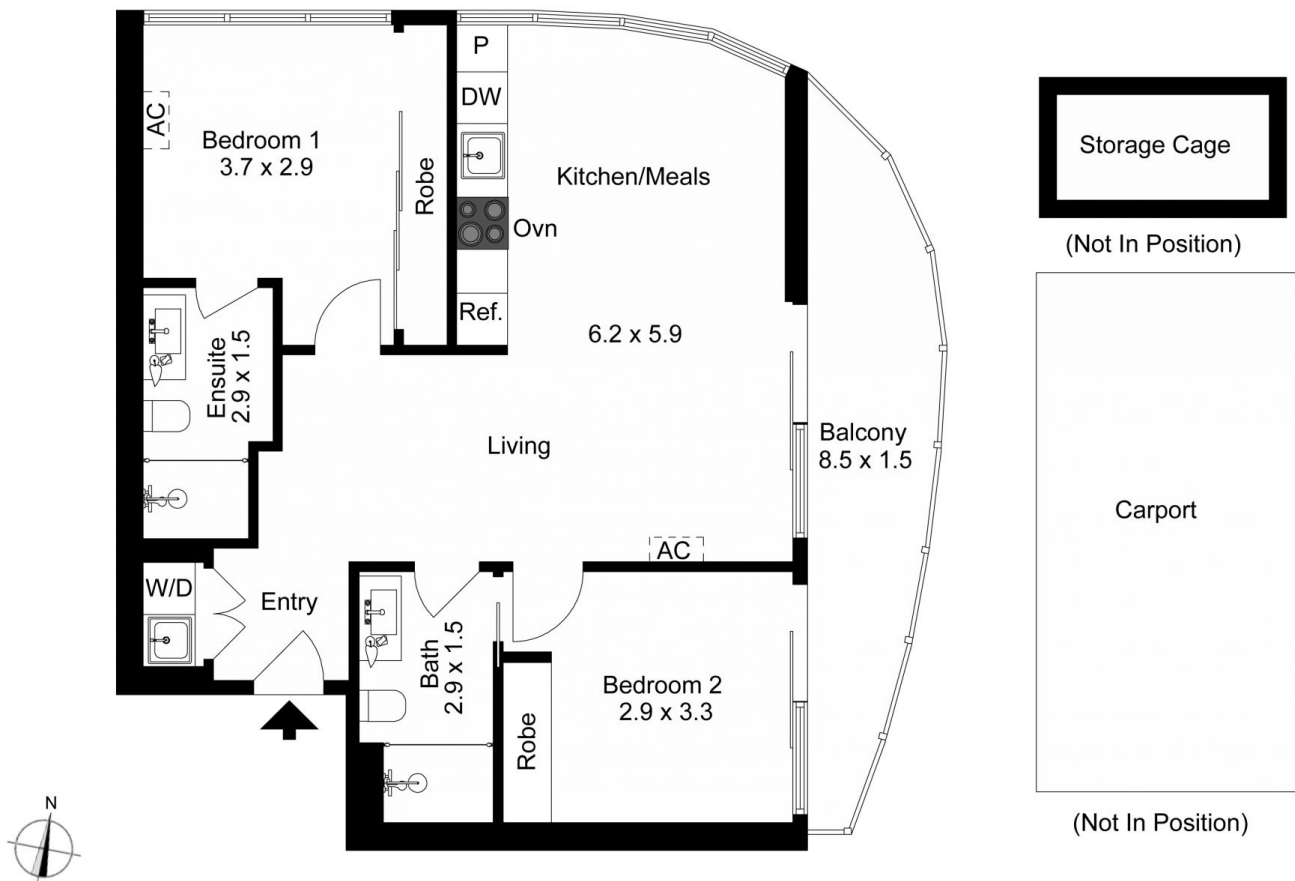 P
DW
AC
Bedroom 1
3.7 x 2.9
Robe
Kitchen/Meals
Ovn
Ref.
6.2 x 5.9
Ensuite
2.9 x 1.5
Living
Balcony
8.5 x 1.5
AC
W/D
Entry
Bath
2.9 x 1.5
Bedroom 2
2.9 x 3.3
Robe
N
Storage Cage
(Not In Position)
Carport
(Not In Position)